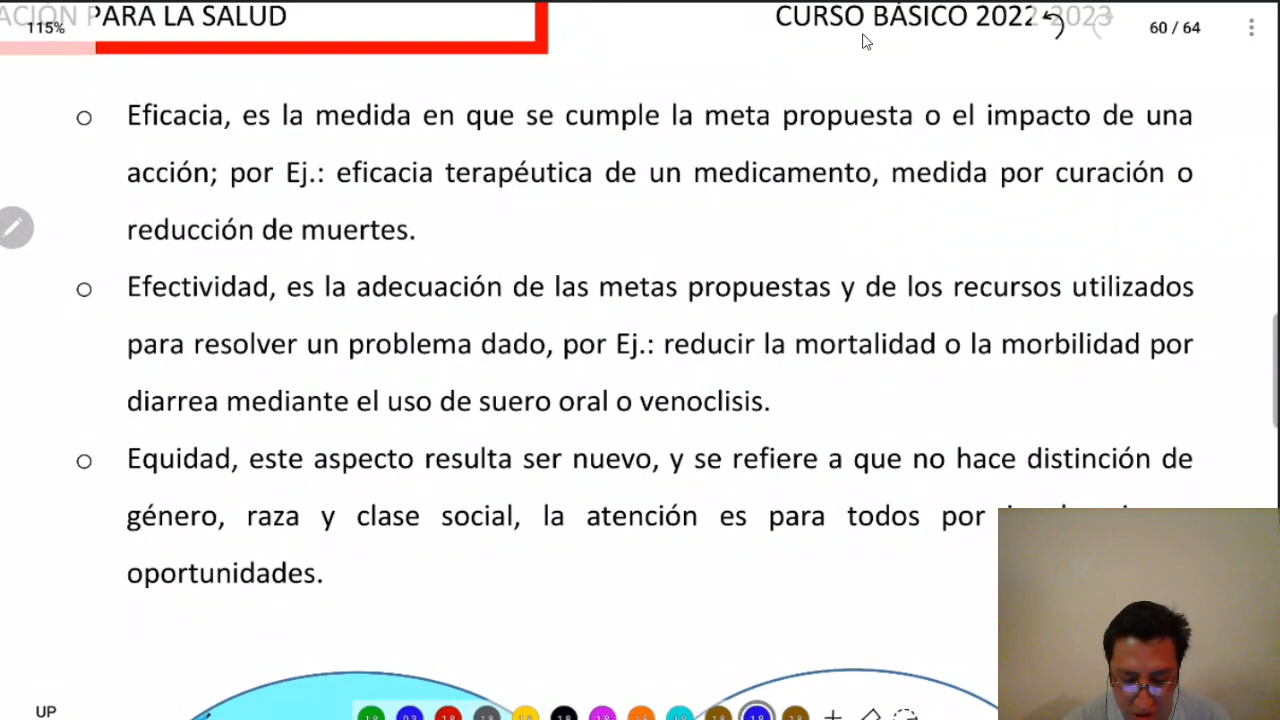 ACIÓN PARA LA SALUD
CURSO BÁSICO 2022-2023
115%
60 / 64
o Eficacia, es la medida en que se cumple la meta propuesta o el impacto de una
acción; por Ej.: eficacia terapéutica de un medicamento, medida por curación o
reducción de muertes.
o Efectividad, es la adecuación de las metas propuestas y de los recursos utilizados
para resolver un problema dado, por Ej.: reducir la mortalidad o la morbilidad por
diarrea mediante el uso de suero oral o venoclisis.
o Equidad, este aspecto resulta ser nuevo, y se refiere a que no hace distinción de
género, raza y clase social, la atención es para todos por
oportunidades.
UP